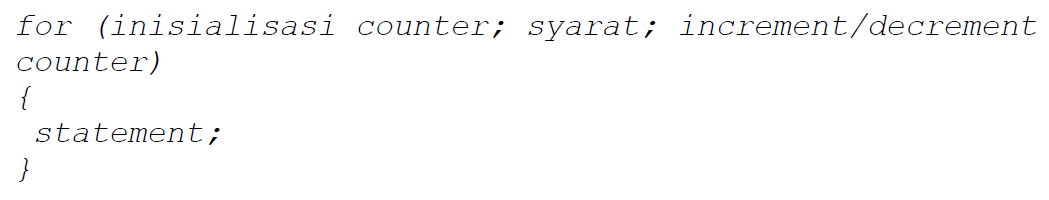 for (inisialisasi counter; syarat; increment/decrement
counter)
{
 statement;
}